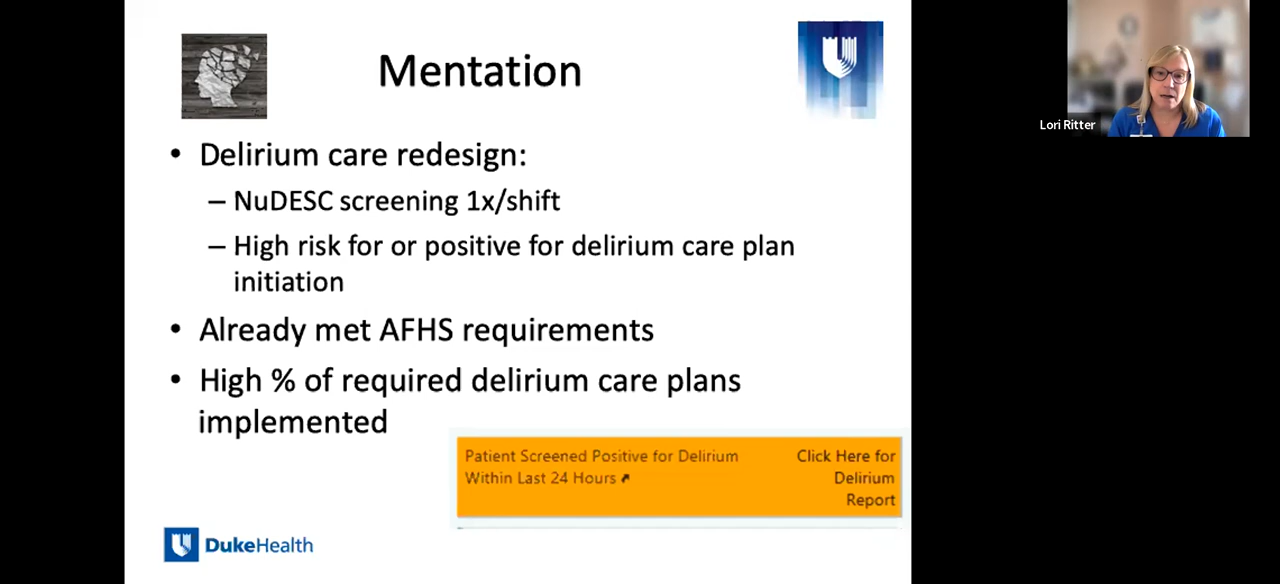 Mentation
Lori Ritter
• Delirium care redesign:
– NuDESC screening 1x/shift
– High risk for or positive for delirium care plan
initiation
• Already met AFHS requirements
• High % of required delirium care plans
implemented
Patient Screened Positive for Delirium
Within Last 24 Hours
Click Here for
Delirium
Report
DukeHealth